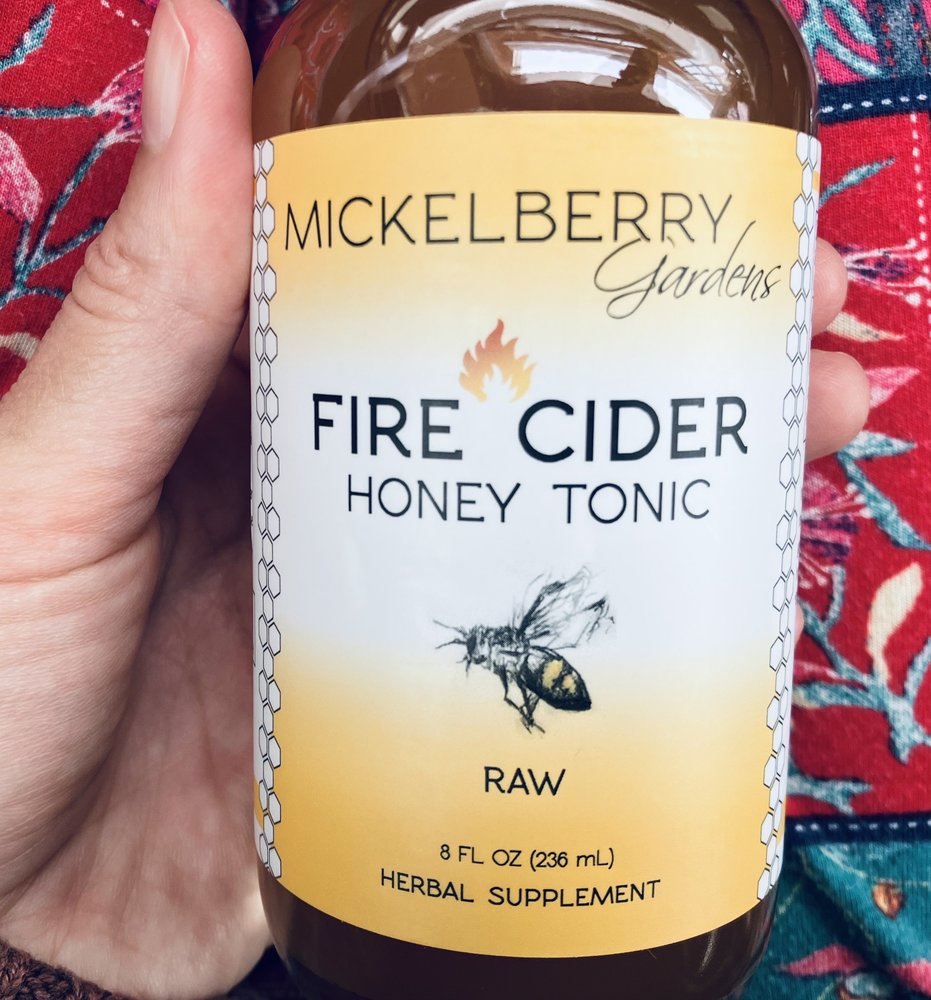 MICKELBERRY
Gardens
FIRE CIDER
HONEY TONIC
RAW
8 FL OZ (236 mL)
HERBAL SUPPLEMENT